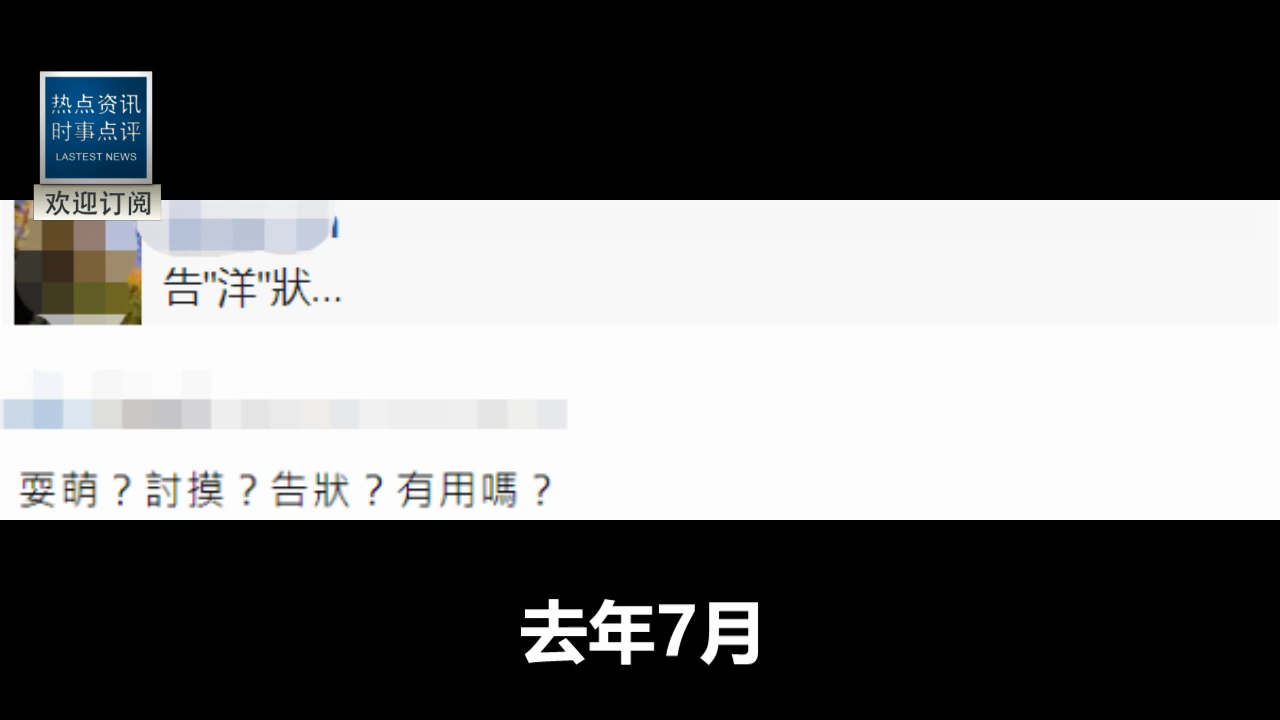 热点资讯
时事点评
LASTEST NEWS
欢迎订阅
告"洋"狀...
耍萌？討摸？告狀？有用嗎？
去年7月